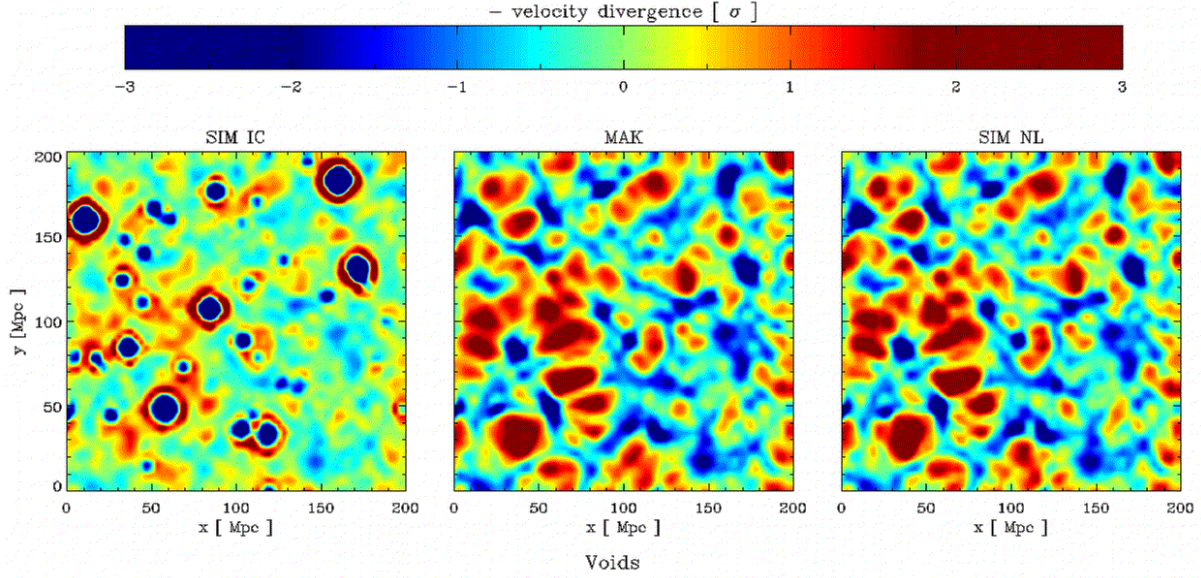 − velocity divergence [ σ ]
−3 −2 −1 0 1 2 3
SIM IC MAK SIM NL
200
150
100
50
0
y [Mpc ]
0 50 100 150 200 0 50 100 150 200 0 50 100 150 200
x [ Mpc ] x [ Mpc ] x [ Mpc ]
Voids